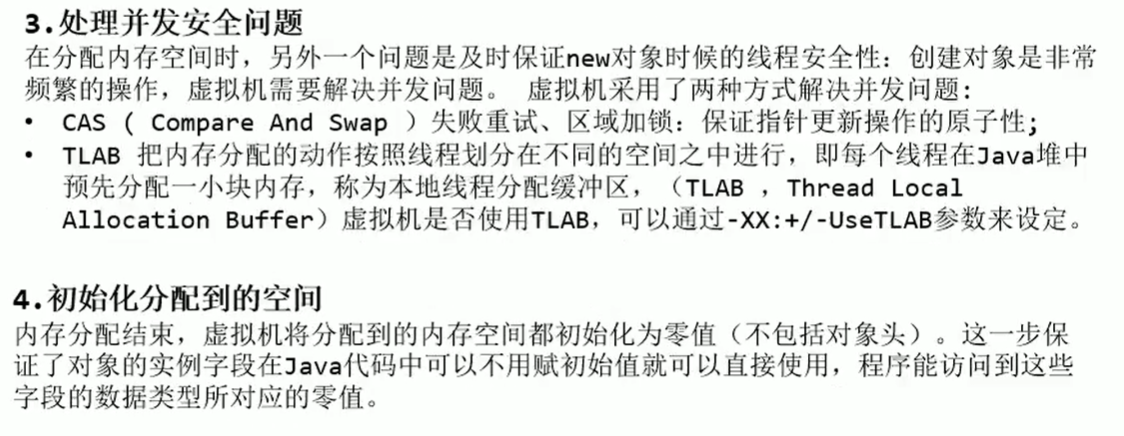 3.处理并发安全问题
在分配内存空间时，另外一个问题是及时保证new对象时候的线程安全性：创建对象是非常
频繁的操作，虚拟机需要解决并发问题。 虚拟机采用了两种方式解决并发问题:
• CAS ( Compare And Swap ）失败重试、区域加锁：保证指针更新操作的原子性;
• TLAB 把内存分配的动作按照线程划分在不同的空间之中进行，即每个线程在Java堆中
预先分配一小块内存，称为本地线程分配缓冲区，（TLAB ，Thread Local
Allocation Buffer）虚拟机是否使用TLAB，可以通过-XX:+/-UseTLAB参数来设定。
4.初始化分配到的空间
内存分配结束，虚拟机将分配到的内存空间都初始化为零值（不包括对象头）。这一步保
证了对象的实例字段在Java代码中可以不用赋初始值就可以直接使用，程序能访问到这些
字段的数据类型所对应的零值。